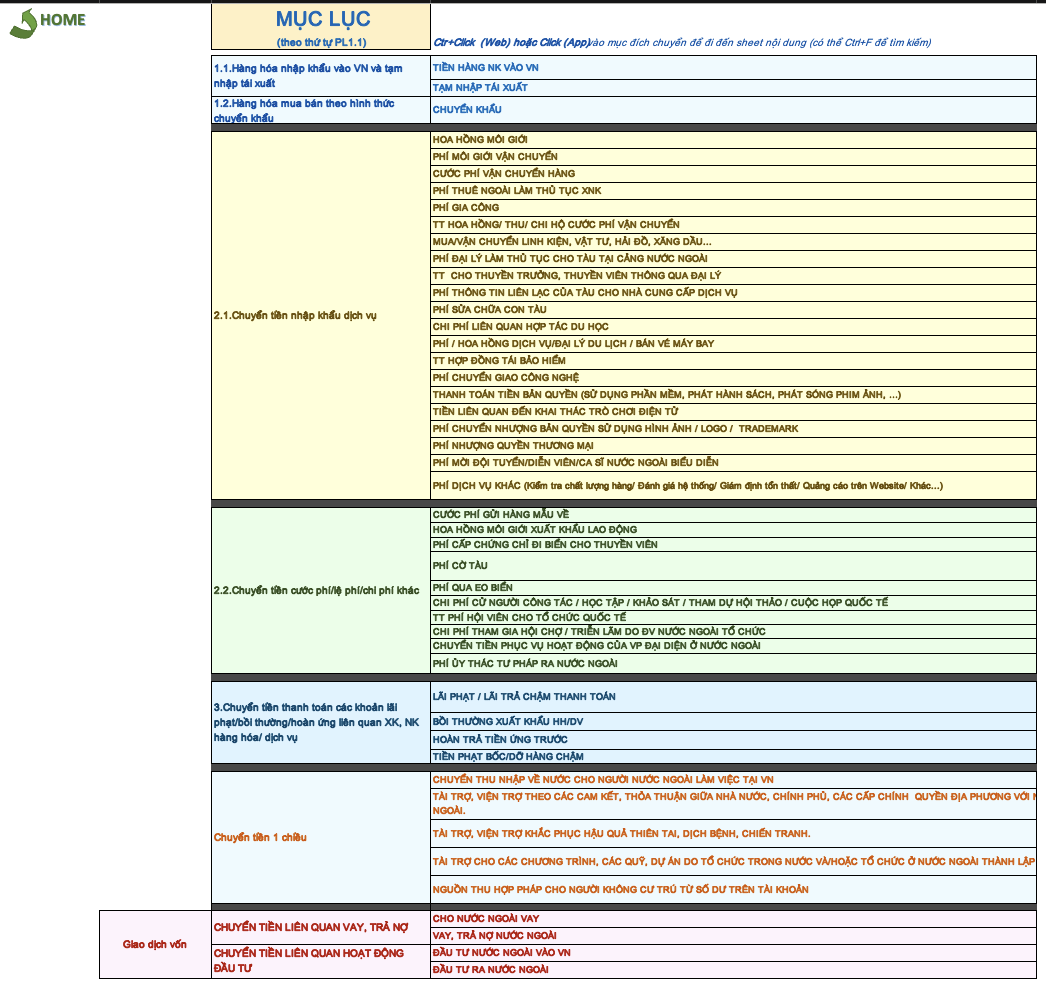 HOME
MỤC LỤC
(theo thứ tự PL1.1)
Ctr+Click (Web) hoặc Click (App)vào mục đích chuyển để đi đến sheet nội dung (có thể Ctrl+F để tìm kiếm)
1.1.Hàng hóa nhập khẩu vào VN và tạm
nhập tái xuất
TIỀN HÀNG NK VÀO VN
TẠM NHẬP TÁI XUẤT
1.2.Hàng hóa mua bán theo hình thức
chuyển khẩu
CHUYỂN KHẨU
2.1.Chuyển tiền nhập khẩu dịch vụ
HOA HỒNG MÔI GIỚI
PHÍ MÔI GIỚI VẬN CHUYỂN
CƯỚC PHÍ VẬN CHUYỂN HÀNG
PHÍ THUÊ NGOÀI LÀM THỦ TỤC XNK
PHÍ GIA CÔNG
TT HOA HỒNG/ THU/ CHI HỘ CƯỚC PHÍ VẬN CHUYỂN
MUA/VẬN CHUYỂN LINH KIỆN, VẬT TƯ, HẢI ĐỒ, XĂNG DẦU...
PHÍ ĐẠI LÝ LÀM THỦ TỤC CHO TÀU TẠI CẢNG NƯỚC NGOÀI
TT CHO THUYỀN TRƯỞNG, THUYỀN VIÊN THÔNG QUA ĐẠI LÝ
PHÍ THÔNG TIN LIÊN LẠC CỦA TÀU CHO NHÀ CUNG CẤP DỊCH VỤ
PHÍ SỬA CHỮA CON TÀU
CHI PHÍ LIÊN QUAN HỢP TÁC DU HỌC
PHÍ / HOA HỒNG DỊCH VỤ/ĐẠI LÝ DU LỊCH / BÁN VÉ MÁY BAY
TT HỢP ĐỒNG TÁI BẢO HIỂM
PHÍ CHUYỂN GIAO CÔNG NGHỆ
THANH TOÁN TIỀN BẢN QUYỀN (SỬ DỤNG PHẦN MỀM, PHÁT HÀNH SÁCH, PHÁT SÓNG PHIM ẢNH, ...)
TIỀN LIÊN QUAN ĐẾN KHAI THÁC TRÒ CHƠI ĐIỆN TỬ
PHÍ CHUYỂN NHƯỢNG BẢN QUYỀN SỬ DỤNG HÌNH ẢNH / LOGO / TRADEMARK
PHÍ NHƯỢNG QUYỀN THƯƠNG MẠI
PHÍ MỜI ĐỘI TUYỂN/DIỄN VIÊN/CA SĨ NƯỚC NGOÀI BIỂU DIỄN
PHÍ DỊCH VỤ KHÁC (Kiểm tra chất lượng hàng/ Đánh giá hệ thống/ Giám định tổn thất/ Quảng cáo trên Website/ Khác...)
2.2.Chuyển tiền cước phí/lệ phí/chi phí khác
CƯỚC PHÍ GỬI HÀNG MẪU VỀ
HOA HỒNG MÔI GIỚI XUẤT KHẨU LAO ĐỘNG
PHÍ CẤP CHỨNG CHỈ ĐI BIỂN CHO THUYỀN VIÊN
PHÍ CỜ TÀU
PHÍ QUA EO BIỂN
CHI PHÍ CỬ NGƯỜI CÔNG TÁC / HỌC TẬP / KHẢO SÁT / THAM DỰ HỘI THẢO / CUỘC HỌP QUỐC TẾ
TT PHÍ HỘI VIÊN CHO TỔ CHỨC QUỐC TẾ
CHI PHÍ THAM GIA HỘI CHỢ / TRIỄN LÃM DO ĐV NƯỚC NGOÀI TỔ CHỨC
CHUYỂN TIỀN PHỤC VỤ HOẠT ĐỘNG CỦA VP ĐẠI DIỆN Ở NƯỚC NGOÀI
PHÍ ỦY THÁC TƯ PHÁP RA NƯỚC NGOÀI
3.Chuyển tiền thanh toán các khoản lãi
phạt/bồi thường/hoàn ứng liên quan XK, NK
hàng hóa/ dịch vụ
LÃI PHẠT / LÃI TRẢ CHẬM THANH TOÁN
BỒI THƯỜNG XUẤT KHẨU HH/DV
HOÀN TRẢ TIỀN ỨNG TRƯỚC
TIỀN PHẠT BỐC/DỠ HÀNG CHẬM
Chuyển tiền 1 chiều
CHUYỂN THU NHẬP VỀ NƯỚC CHO NGƯỜI NƯỚC NGOÀI LÀM VIỆC TẠI VN
TÀI TRỢ, VIỆN TRỢ THEO CÁC CAM KẾT, THỎA THUẬN GIỮA NHÀ NƯỚC, CHÍNH PHỦ, CÁC CẤP CHÍNH QUYỀN ĐỊA PHƯƠNG VỚI
NGOÀI.
TÀI TRỢ, VIỆN TRỢ KHẮC PHỤC HẬU QUẢ THIÊN TAI, DỊCH BỆNH, CHIẾN TRANH.
TÀI TRỢ CHO CÁC CHƯƠNG TRÌNH, CÁC QUỸ, DỰ ÁN DO TỔ CHỨC TRONG NƯỚC VÀ/HOẶC TỔ CHỨC Ở NƯỚC NGOÀI THÀNH LẬP
NGUỒN THU HỢP PHÁP CHO NGƯỜI KHÔNG CƯ TRÚ TỪ SỐ DƯ TRÊN TÀI KHOẢN
Giao dịch vốn
CHUYỂN TIỀN LIÊN QUAN VAY, TRẢ NỢ
CHO NƯỚC NGOÀI VAY
VAY, TRẢ NỢ NƯỚC NGOÀI
CHUYỂN TIỀN LIÊN QUAN HOẠT ĐỘNG
ĐẦU TƯ
ĐẦU TƯ NƯỚC NGOÀI VÀO VN
ĐẦU TƯ RA NƯỚC NGOÀI